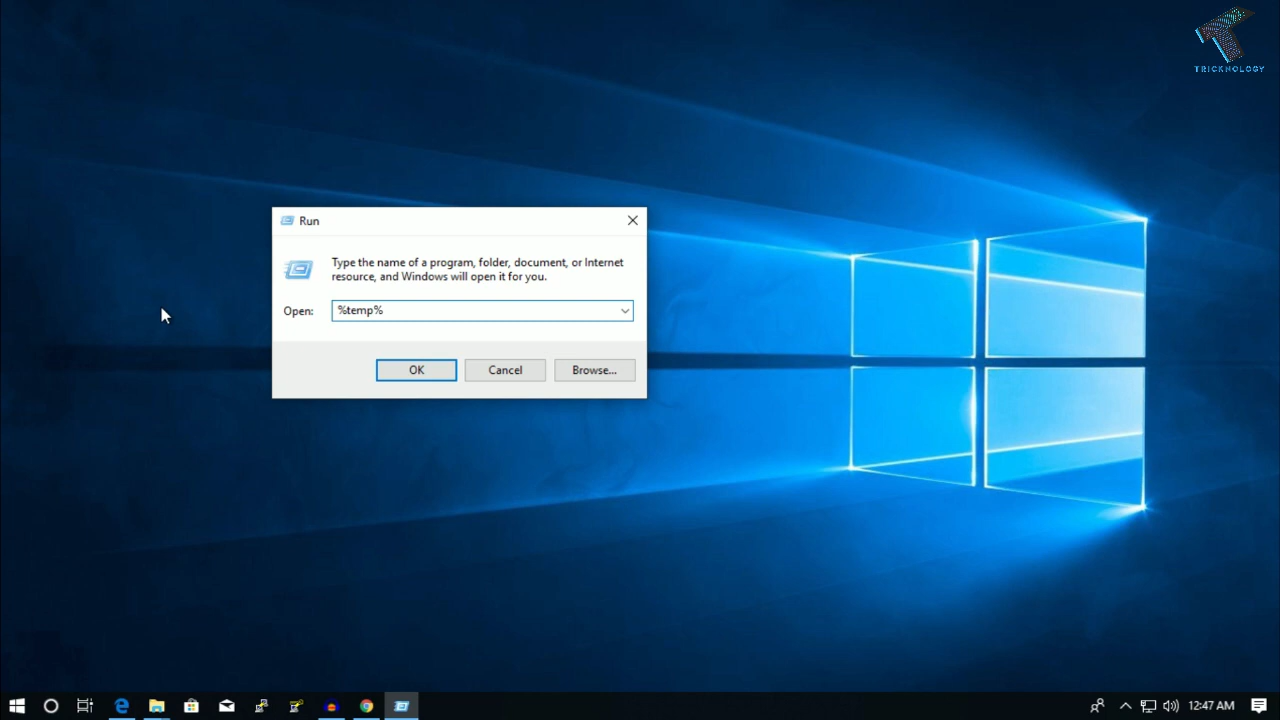 TRICKNOLOGY
Run
Type the name of a program, folder, document, or Internet
resource, and Windows will open it for you.
Open:
%temp%
OK
Cancel
Browse...
12:47 AM